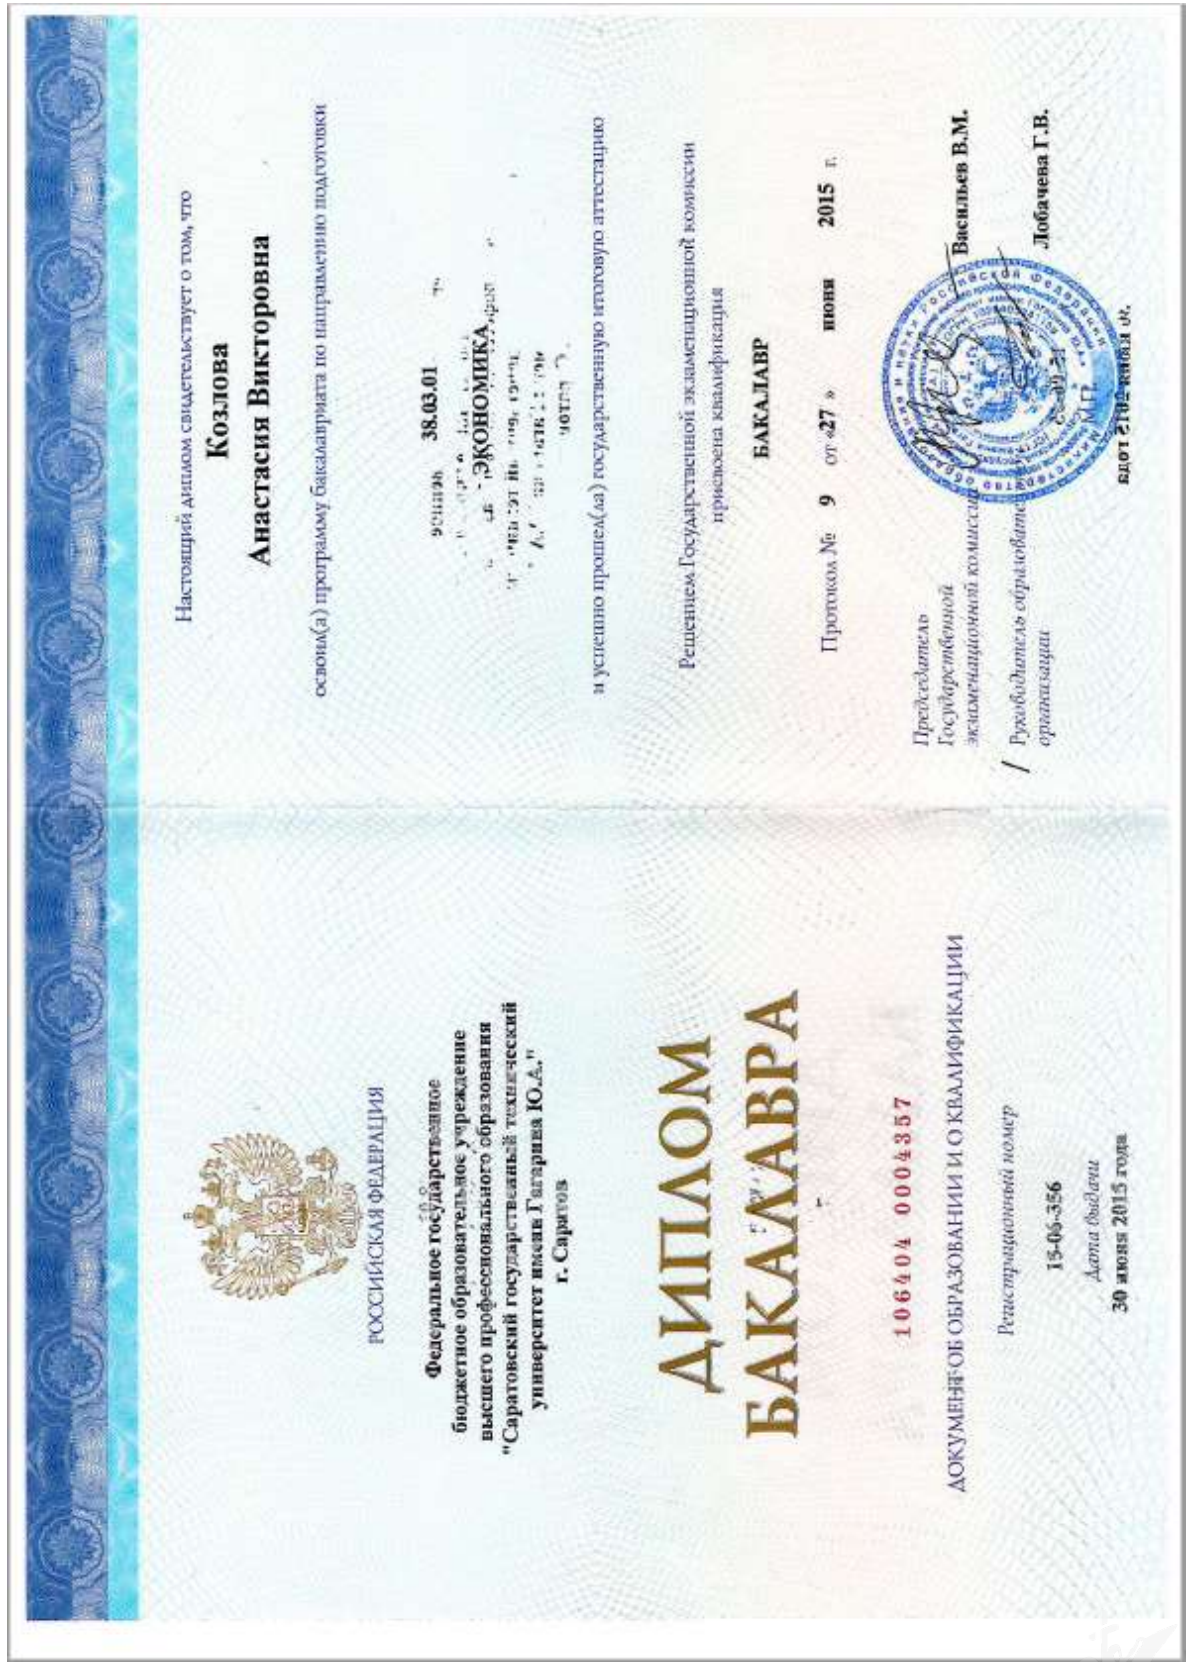 РОССИЙСКАЯ ФЕДЕРАЦИЯ
Федеральное государственное
бюджетное образовательное учреждение
высшего профессионального образования
"Саратовский государственный технический
университет имени Гагарина Ю.А."
г. Саратов
ДИПЛОМ
БАКАЛАВРА
106404 0004357
ДОКУМЕНТ ОБ ОБРАЗОВАНИИ И О КВАЛИФИКАЦИИ
Регистрационный номер
15-06-356
Дата выдачи
30 июня 2015 года
Настоящий диплом свидетельствует о том, что
Козлова
Анастасия Викторовна
освоил(а) программу бакалавриата по направлению подготовки
38.03.01
ЭКОНОМИКА
и успешно прошел(ла) государственную итоговую аттестацию
Решением Государственной экзаменационной комиссии
присвоена квалификация
БАКАЛАВР
Протокол № 9 от «27» июня 2015 г.
Председатель
Государственной
экзаменационной комиссии Васильев В.М.
Руководитель образовательной
организации Лобачева Г.В.
М.П.